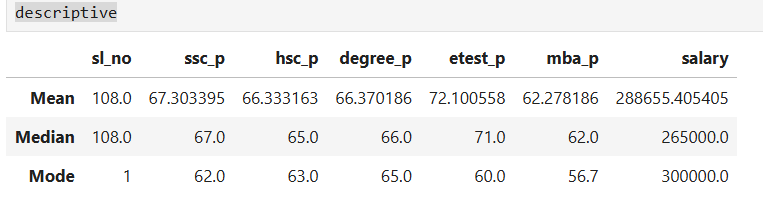 descriptive
sl_no ssc_p hsc_p degree_p etest_p mba_p salary
Mean 108.0 67.303395 66.333163 66.370186 72.100558 62.278186 288655.405405
Median 108.0 67.0 65.0 66.0 71.0 62.0 265000.0
Mode 1 62.0 63.0 65.0 60.0 56.7 300000.0